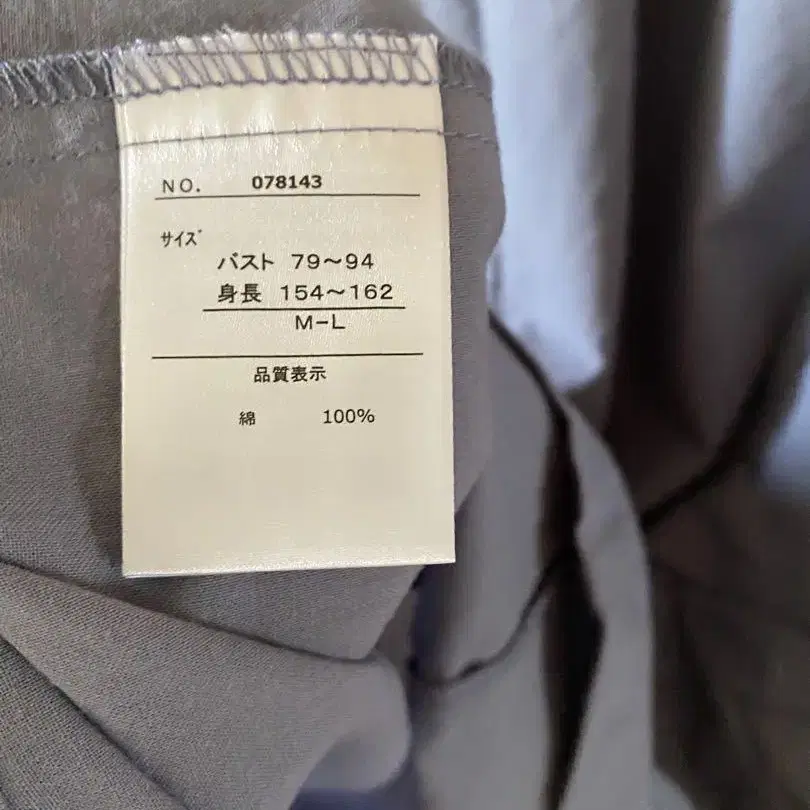 NO. 078143
サイズ
バスト 79〜94
身長 154〜162
M-L
品質表示
綿 100%